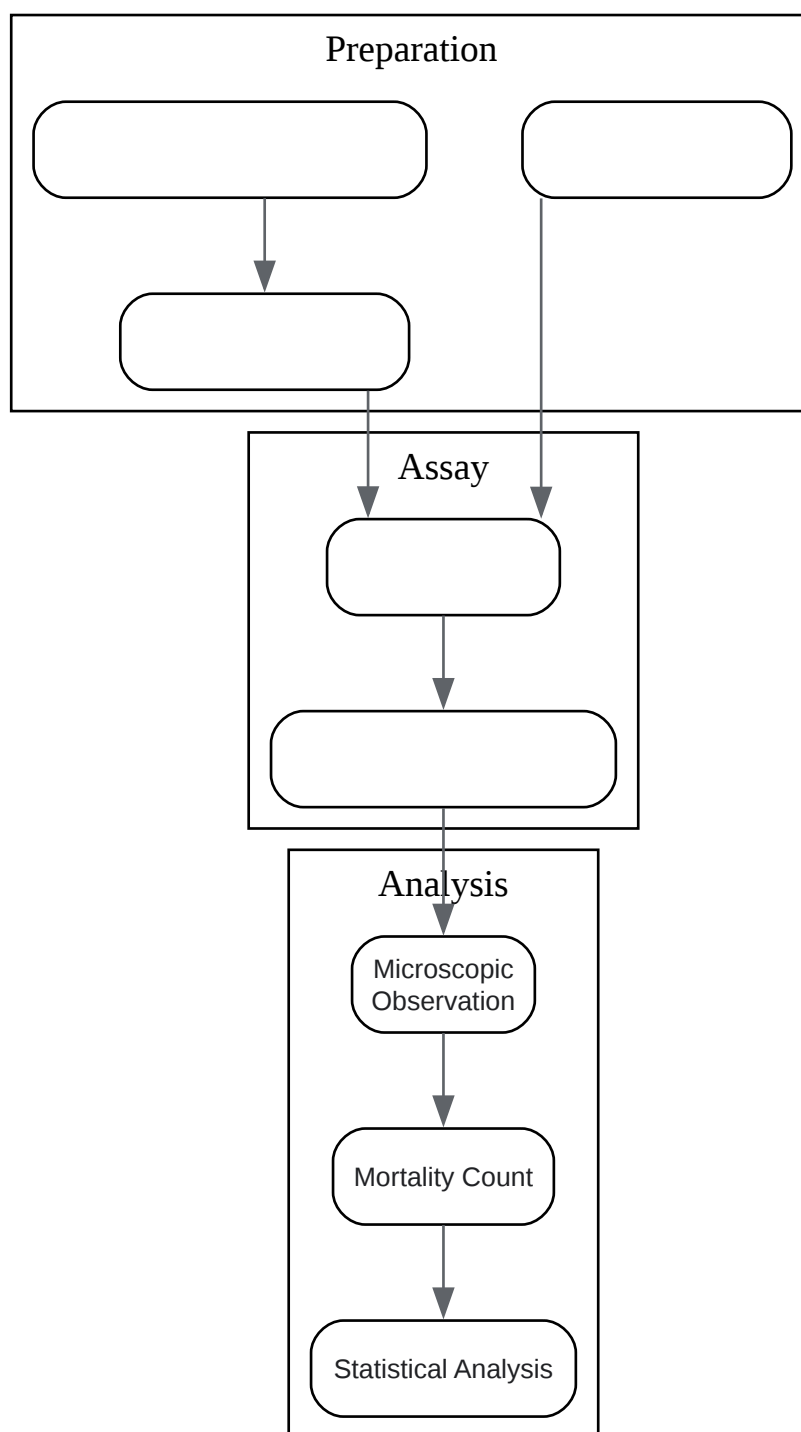 Preparation
Assay
Analysis
Microscopic
Observation
Mortality Count
Statistical Analysis